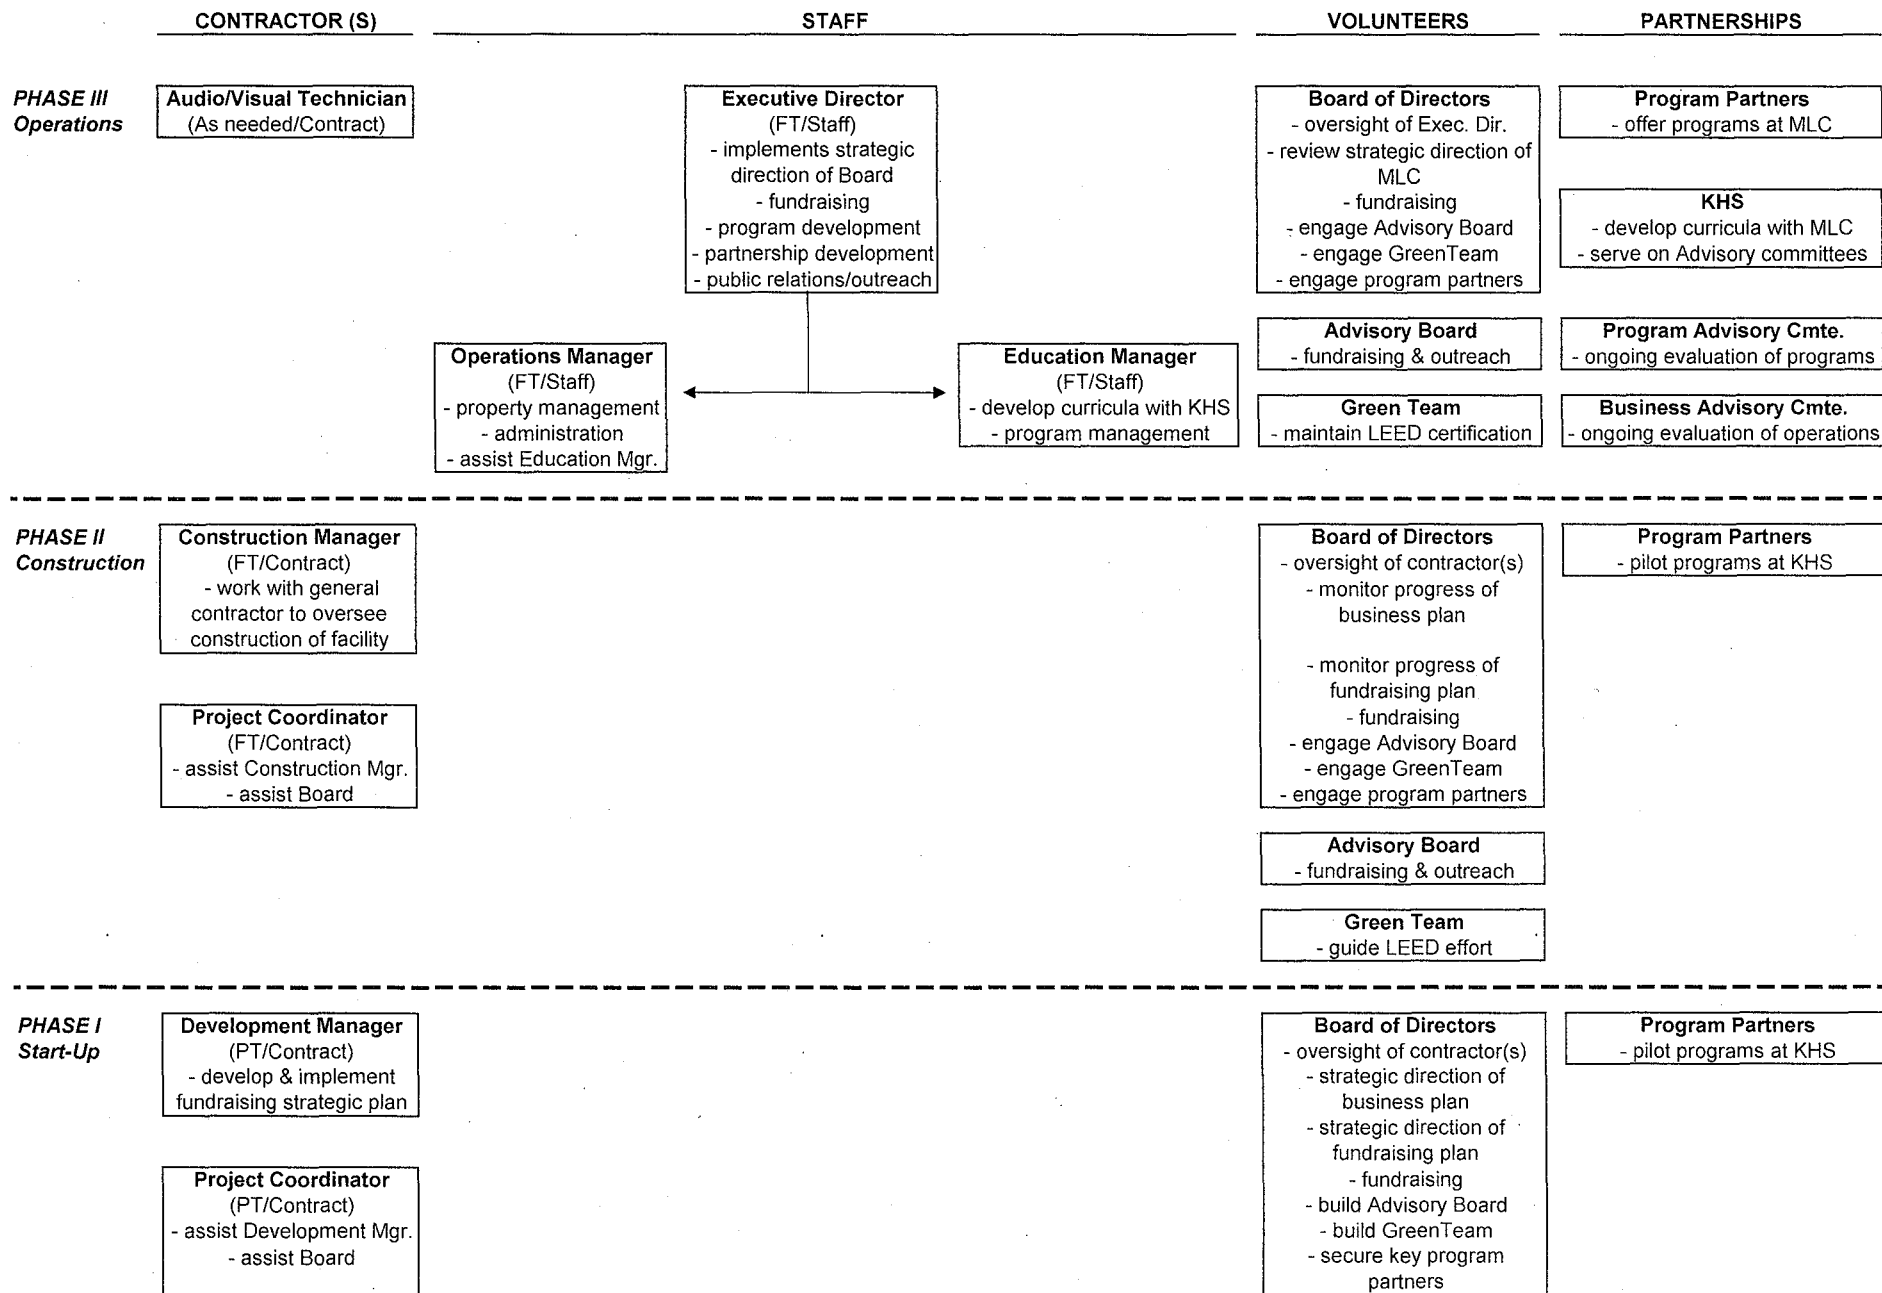 CONTRACTOR (S)
STAFF
VOLUNTEERS
PARTNERSHIPS
PHASE III
Operations
Audio/Visual Technician
(As needed/Contract)
Executive Director
(FT/Staff)
- implements strategic
direction of Board
- fundraising
- program development
- partnership development
- public relations/outreach
Operations Manager
(FT/Staff)
- property management
- administration
- assist Education Mgr.
Education Manager
(FT/Staff)
- develop curricula with KHS
- program management
Board of Directors
- oversight of Exec. Dir.
- review strategic direction of
MLC
- fundraising
- engage Advisory Board
- engage GreenTeam
- engage program partners
Advisory Board
- fundraising & outreach
Green Team
- maintain LEED certification
Program Partners
- offer programs at MLC
KHS
- develop curricula with MLC
- serve on Advisory committees
Program Advisory Cmte.
- ongoing evaluation of programs
Business Advisory Cmte.
- ongoing evaluation of operations
PHASE II
Construction
Construction Manager
(FT/Contract)
- work with general
contractor to oversee
construction of facility
Project Coordinator
(FT/Contract)
- assist Construction Mgr.
- assist Board
Board of Directors
- oversight of contractor(s)
- monitor progress of
business plan
- monitor progress of
fundraising plan
- fundraising
- engage Advisory Board
- engage GreenTeam
- engage program partners
Advisory Board
- fundraising & outreach
Green Team
- guide LEED effort
Program Partners
- pilot programs at KHS
PHASE I
Start-Up
Development Manager
(PT/Contract)
- develop & implement
fundraising strategic plan
Project Coordinator
(PT/Contract)
- assist Development Mgr.
- assist Board
Board of Directors
- oversight of contractor(s)
- strategic direction of
business plan
- strategic direction of
fundraising plan
- fundraising
- build Advisory Board
- build GreenTeam
- secure key program
partners
Program Partners
- pilot programs at KHS